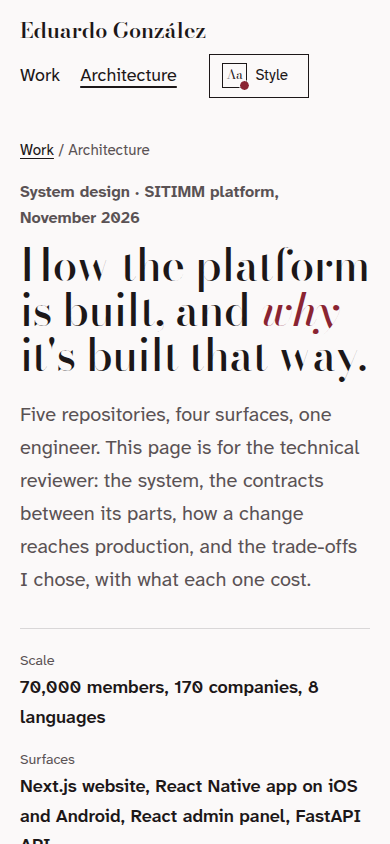 Eduardo González
Work Architecture Aa Style
Work / Architecture
System design · SITIMM platform,
November 2026
How the platform
is built, and why
it's built that way.
Five repositories, four surfaces, one
engineer. This page is for the technical
reviewer: the system, the contracts
between its parts, how a change
reaches production, and the trade-offs
I chose, with what each one cost.
Scale
70,000 members, 170 companies, 8
languages
Surfaces
Next.js website, React Native app on iOS
and Android, React admin panel, FastAPI
API